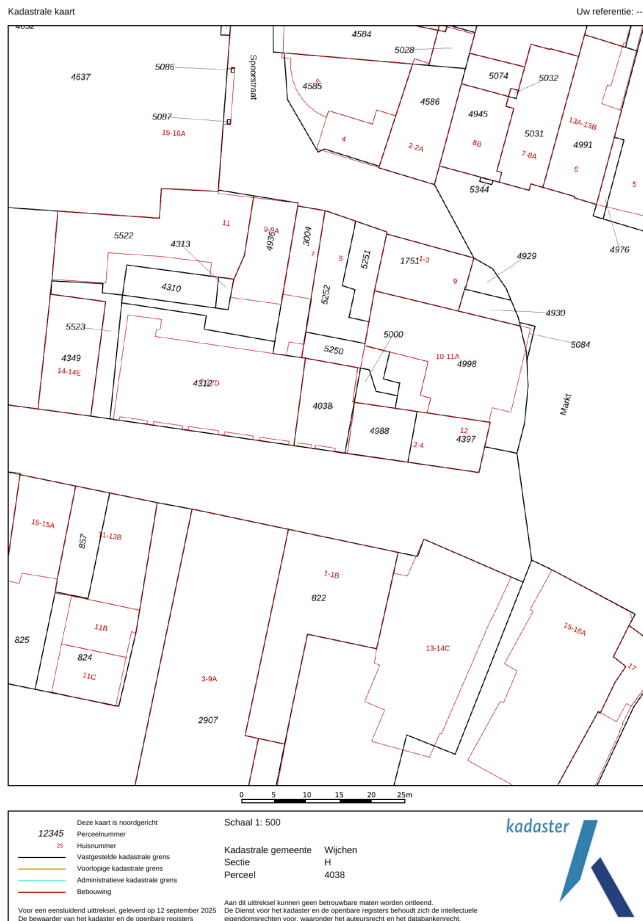 Kadastrale kaart
Uw referentie: --
4584
5028
5086
4637
Spoorstraat
4585
5074
5032
4586
5087
15-16A
4945
13A-13B
4
5031
4991
2-2A
8B
7-8A
6
5
5344
4976
11
9-9A
4936
3004
5522
4313
7
5
5251
1751
1-3
4929
9
4310
5252
4930
5523
5000
5084
5250
4349
10-11A
4998
14-14E
4312
4038
Markt
4988
12
2-4
4397
15-15A
857
11-13B
1-1B
822
11B
15-16A
825
824
13-14C
17
11C
3-9A
2907
0 5 10 15 20 25m
Deze kaart is noordgericht
12345 Perceelnummer
25 Huisnummer
Vastgestelde kadastrale grens
Voorlopige kadastrale grens
Administratieve kadastrale grens
Bebouwing
Schaal 1: 500
Kadastrale gemeente Wijchen
Sectie H
Perceel 4038
kadaster
Voor een eensluidend uittreksel, geleverd op 12 september 2025
De bewaarder van het kadaster en de openbare registers
Aan dit uittreksel kunnen geen betrouwbare maten worden ontleend.
De Dienst voor het kadaster en de openbare registers behoudt zich de intellectuele
eigendomsrechten voor, waaronder het auteursrecht en het databankenrecht.